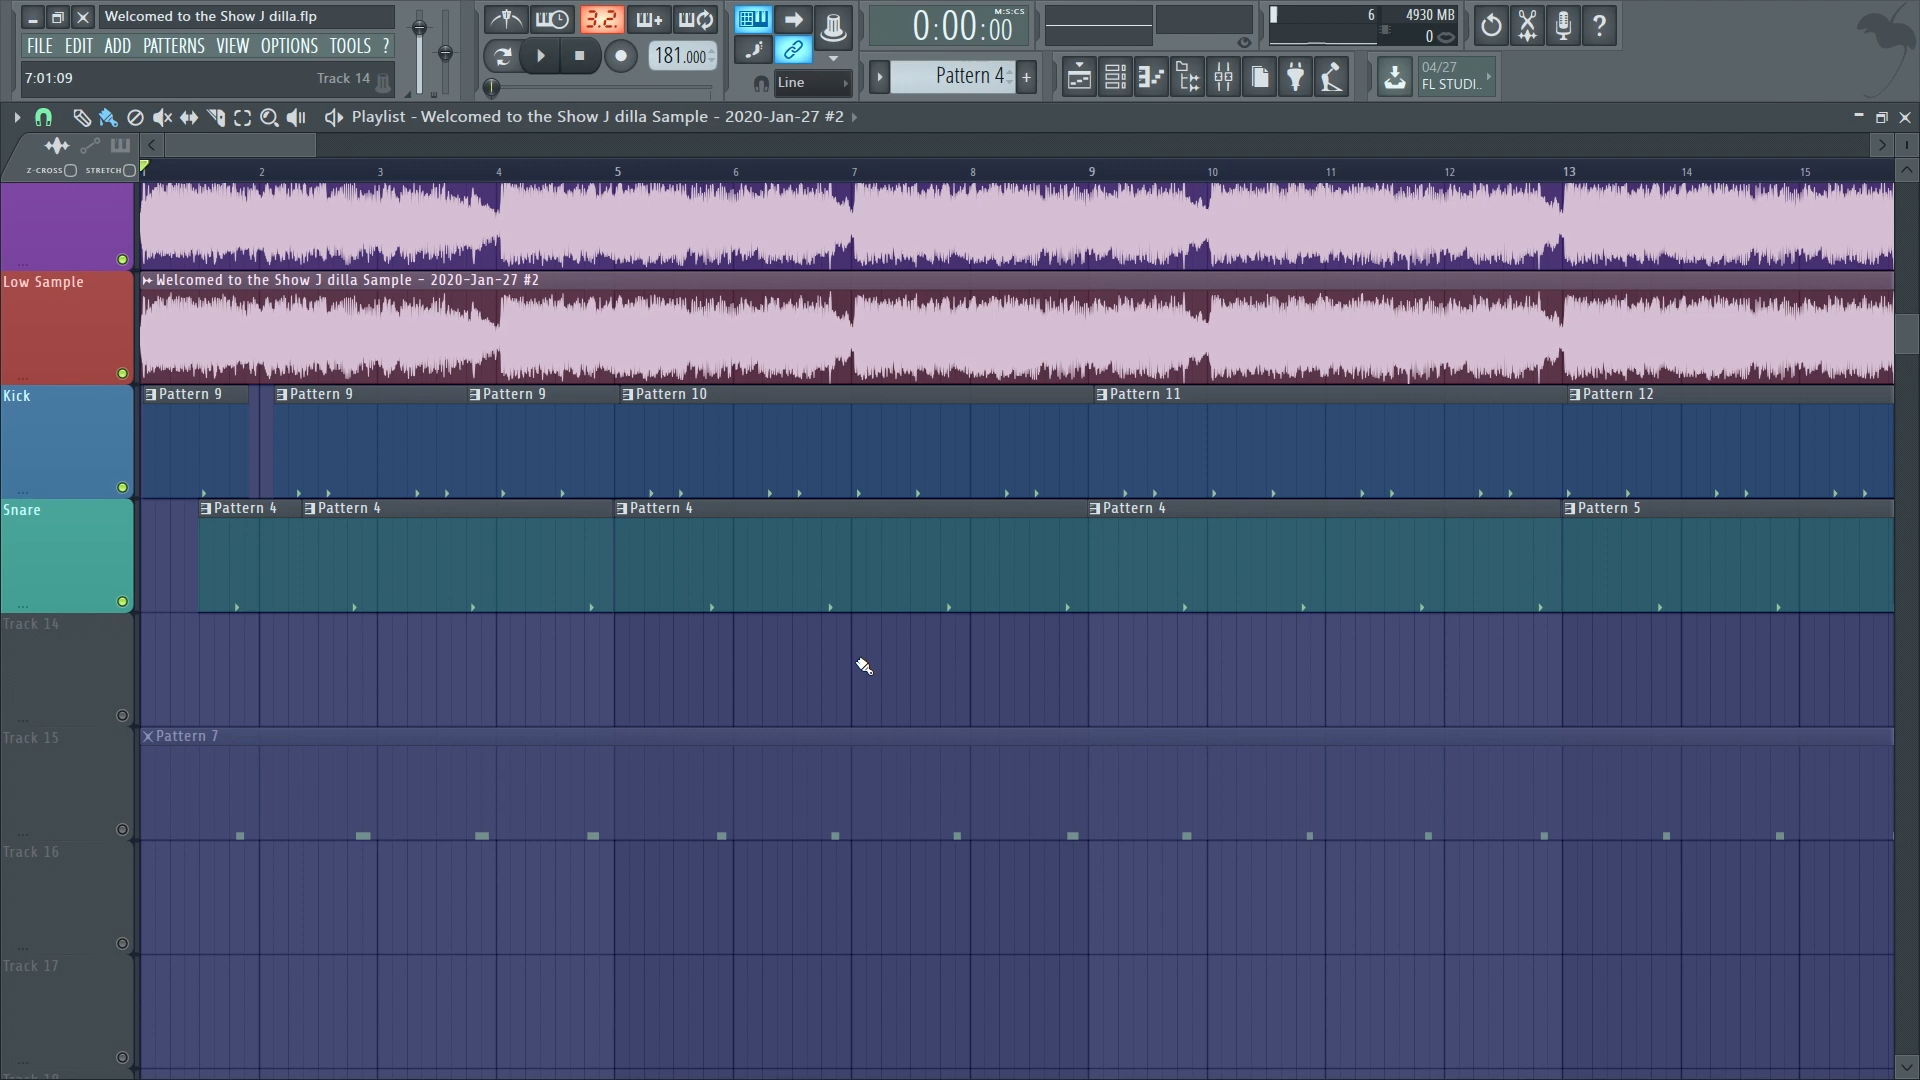 Welcomed to the Show J dilla.flp
FILE EDIT ADD PATTERNS VIEW OPTIONS TOOLS ?
7:01:09 Track 14
3.2.
181.000
Line
0:00:00 M:S:CS
Pattern 4 +
6 4930 MB
0
?
04/27
FL STUDI..
Playlist - Welcomed to the Show J dilla Sample - 2020-Jan-27 #2
Z-CROSS STRETCH
1 2 3 4 5 6 7 8 9 10 11 12 13 14 15
Low Sample
Welcomed to the Show J dilla Sample - 2020-Jan-27 #2
Kick
Pattern 9 Pattern 9 Pattern 9 Pattern 10 Pattern 11 Pattern 12
Snare
Pattern 4 Pattern 4 Pattern 4 Pattern 4 Pattern 5
Track 14
Track 15
Pattern 7
Track 16
Track 17